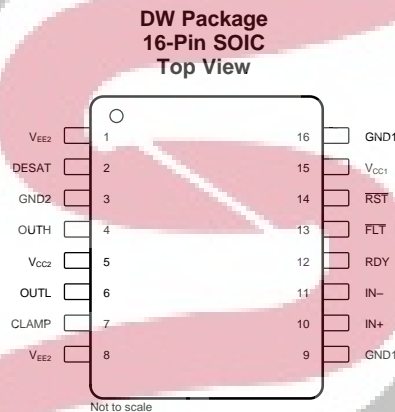 DW Package
16-Pin SOIC
Top View
VEE2 1 16 GND1
DESAT 2 15 VCC1
GND2 3 14 R̅S̅T̅
OUTH 4 13 F̅L̅T̅
VCC2 5 12 RDY
OUTL 6 11 IN–
CLAMP 7 10 IN+
VEE2 8 9 GND1
Not to scale